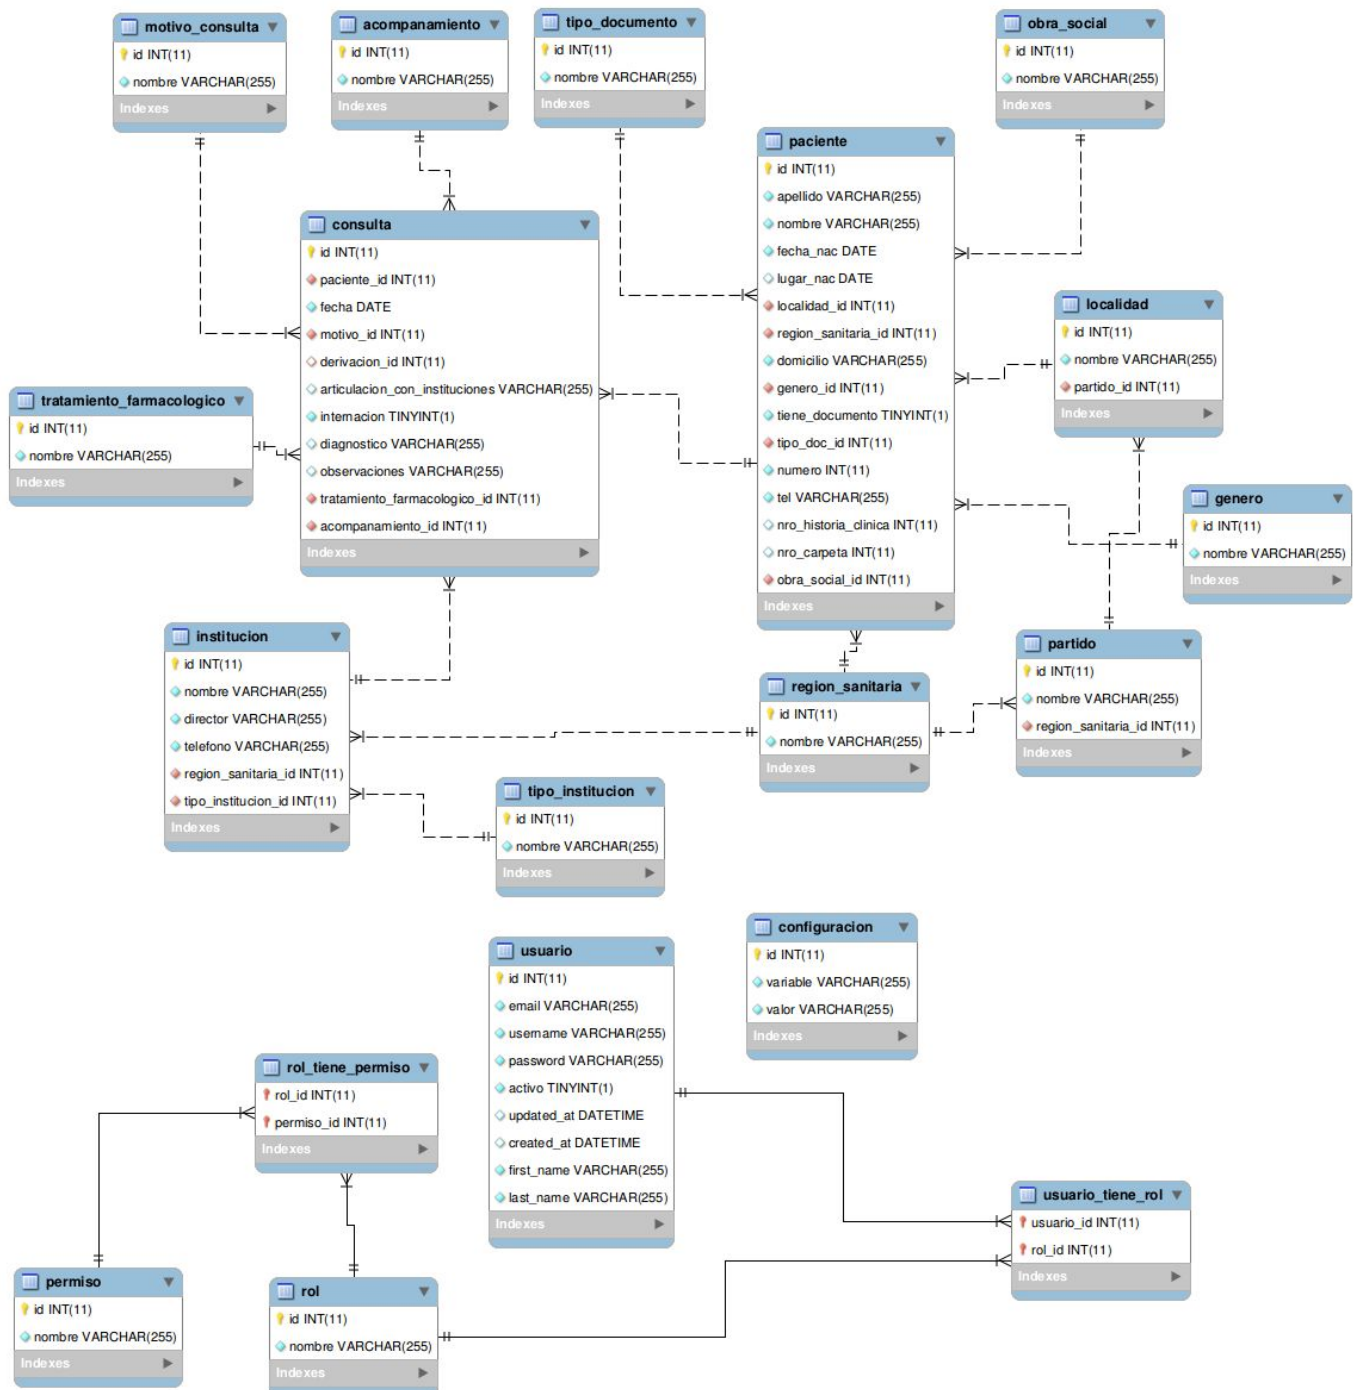 motivo_consulta
id INT(11)
nombre VARCHAR(255)
Indexes
acompanamiento
id INT(11)
nombre VARCHAR(255)
Indexes
tipo_documento
id INT(11)
nombre VARCHAR(255)
Indexes
obra_social
id INT(11)
nombre VARCHAR(255)
Indexes
paciente
id INT(11)
apellido VARCHAR(255)
nombre VARCHAR(255)
fecha_nac DATE
lugar_nac DATE
localidad_id INT(11)
region_sanitaria_id INT(11)
domicilio VARCHAR(255)
genero_id INT(11)
tiene_documento TINYINT(1)
tipo_doc_id INT(11)
numero INT(11)
tel VARCHAR(255)
nro_historia_clinica INT(11)
nro_carpeta INT(11)
obra_social_id INT(11)
Indexes
consulta
id INT(11)
paciente_id INT(11)
fecha DATE
motivo_id INT(11)
derivacion_id INT(11)
articulacion_con_instituciones VARCHAR(255)
internacion TINYINT(1)
diagnostico VARCHAR(255)
observaciones VARCHAR(255)
tratamiento_farmacologico_id INT(11)
acompanamiento_id INT(11)
Indexes
localidad
id INT(11)
nombre VARCHAR(255)
partido_id INT(11)
Indexes
tratamiento_farmacologico
id INT(11)
nombre VARCHAR(255)
Indexes
genero
id INT(11)
nombre VARCHAR(255)
Indexes
institucion
id INT(11)
nombre VARCHAR(255)
director VARCHAR(255)
telefono VARCHAR(255)
region_sanitaria_id INT(11)
tipo_institucion_id INT(11)
Indexes
region_sanitaria
id INT(11)
nombre VARCHAR(255)
Indexes
partido
id INT(11)
nombre VARCHAR(255)
region_sanitaria_id INT(11)
Indexes
tipo_institucion
id INT(11)
nombre VARCHAR(255)
Indexes
usuario
id INT(11)
email VARCHAR(255)
username VARCHAR(255)
password VARCHAR(255)
activo TINYINT(1)
updated_at DATETIME
created_at DATETIME
first_name VARCHAR(255)
last_name VARCHAR(255)
Indexes
configuracion
id INT(11)
variable VARCHAR(255)
valor VARCHAR(255)
Indexes
rol_tiene_permiso
rol_id INT(11)
permiso_id INT(11)
Indexes
usuario_tiene_rol
usuario_id INT(11)
rol_id INT(11)
Indexes
permiso
id INT(11)
nombre VARCHAR(255)
Indexes
rol
id INT(11)
nombre VARCHAR(255)
Indexes